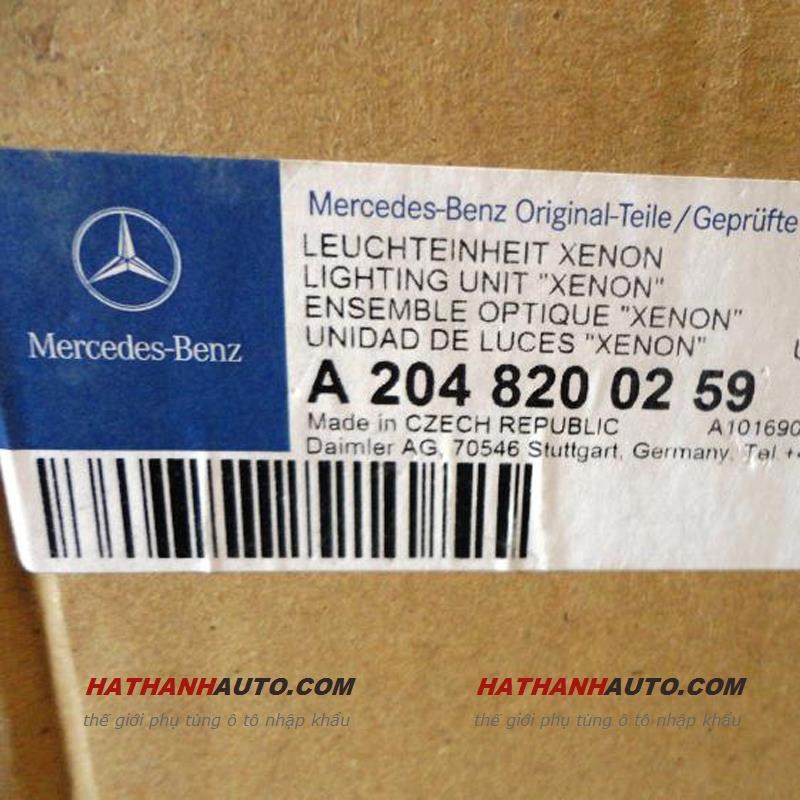 Mercedes-Benz
Mercedes-Benz Original-Teile/Geprüfte
LEUCHTEINHEIT XENON
LIGHTING UNIT "XENON"
ENSEMBLE OPTIQUE "XENON"
UNIDAD DE LUCES "XENON"
A 204 820 02 59
Made in CZECH REPUBLIC A101690
Daimler AG, 70546 Stuttgart, Germany, Tel
HATHANHAUTO.COM HATHANHAUTO.COM
thế giới phụ tùng ô tô nhập khẩu thế giới phụ tùng ô tô nhập khẩu